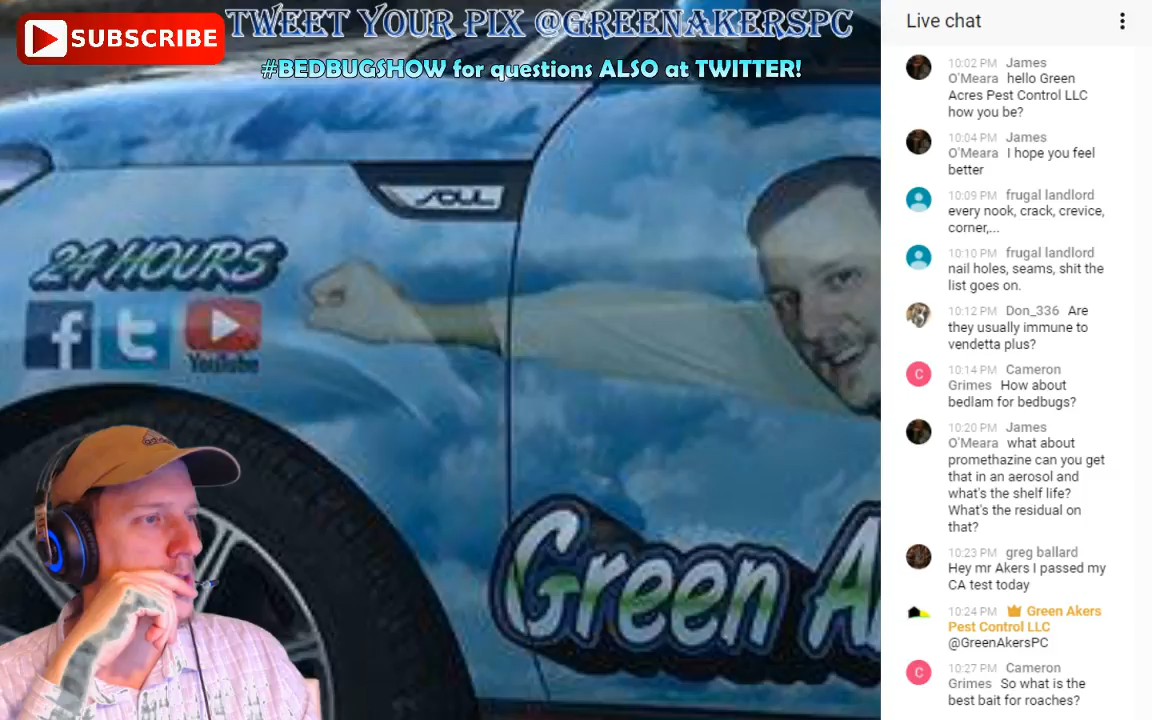 SUBSCRIBE
TWEET YOUR PIX @GREENAKERSPC
#BEDBUGSHOW for questions ALSO at TWITTER!
SOUL
24 HOURS
f
t
YouTube
Green A
Live chat
10:02 PM James
O'Meara hello Green
Acres Pest Control LLC
how you be?
10:04 PM James
O'Meara I hope you feel
better
10:09 PM frugal landlord
every nook, crack, crevice,
corner,...
10:10 PM frugal landlord
nail holes, seams, shit the
list goes on.
10:12 PM Don_336 Are
they usually immune to
vendetta plus?
C
10:14 PM Cameron
Grimes How about
bedlam for bedbugs?
10:20 PM James
O'Meara what about
promethazine can you get
that in an aerosol and
what's the shelf life?
What's the residual on
that?
10:23 PM greg ballard
Hey mr Akers I passed my
CA test today
10:24 PM Green Akers
Pest Control LLC
@GreenAkersPC
C
10:27 PM Cameron
Grimes So what is the
best bait for roaches?